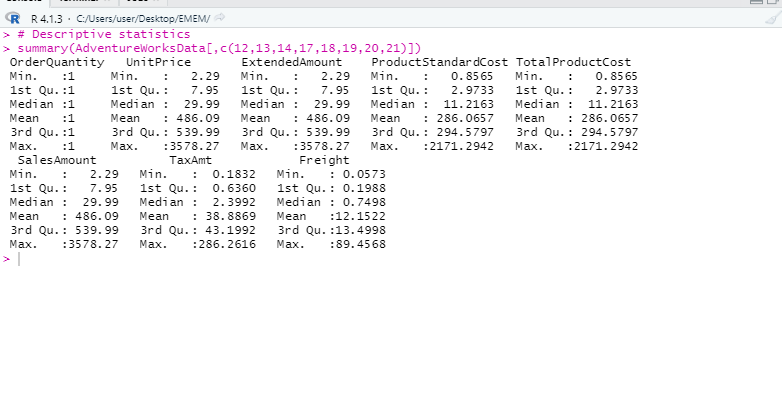 R 4.1.3 · C:/Users/user/Desktop/EMEM/
> # Descriptive statistics
> summary(AdventureWorksData[,c(12,13,14,17,18,19,20,21)])
 OrderQuantity   UnitPrice       ExtendedAmount    ProductStandardCost TotalProductCost
 Min.   :1     Min.   :   2.29   Min.   :   2.29   Min.   :   0.8565   Min.   :   0.8565
 1st Qu.:1     1st Qu.:   7.95   1st Qu.:   7.95   1st Qu.:   2.9733   1st Qu.:   2.9733
 Median :1     Median :  29.99   Median :  29.99   Median :  11.2163   Median :  11.2163
 Mean   :1     Mean   : 486.09   Mean   : 486.09   Mean   : 286.0657   Mean   : 286.0657
 3rd Qu.:1     3rd Qu.: 539.99   3rd Qu.: 539.99   3rd Qu.: 294.5797   3rd Qu.: 294.5797
 Max.   :1     Max.   :3578.27   Max.   :3578.27   Max.   :2171.2942   Max.   :2171.2942
  SalesAmount          TaxAmt            Freight
 Min.   :   2.29   Min.   :  0.1832   Min.   : 0.0573
 1st Qu.:   7.95   1st Qu.:  0.6360   1st Qu.: 0.1988
 Median :  29.99   Median :  2.3992   Median : 0.7498
 Mean   : 486.09   Mean   : 38.8869   Mean   :12.1522
 3rd Qu.: 539.99   3rd Qu.: 43.1992   3rd Qu.:13.4998
 Max.   :3578.27   Max.   :286.2616   Max.   :89.4568
>